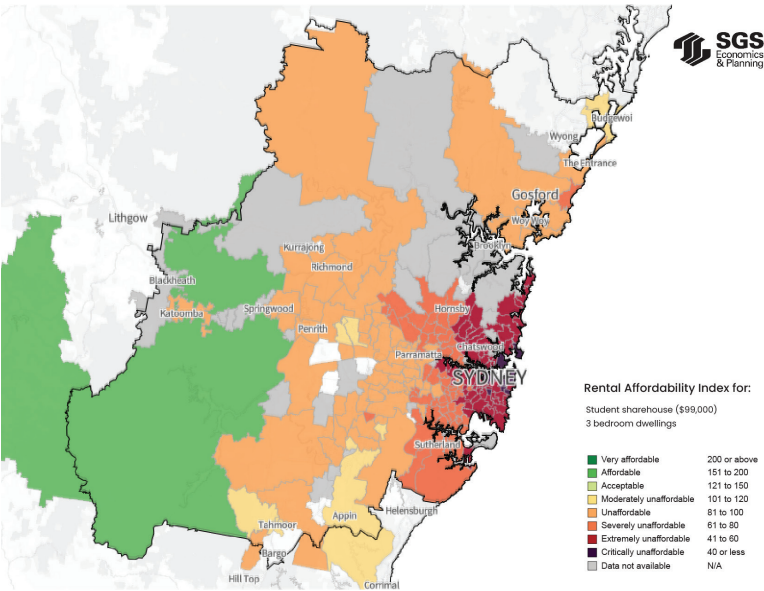 SGS
Economics
& Planning
Budgewoi
Wyong
The Entrance
Gosford
Lithgow
Woy Woy
Brooklyn
Kurrajong
Richmond
Blackheath
Katoomba
Springwood
Hornsby
Penrith
Chatswood
Parramatta
SYDNEY
Rental Affordability Index for:
Student sharehouse ($99,000)
3 bedroom dwellings
Sutherland
Very affordable 200 or above
Affordable 151 to 200
Acceptable 121 to 150
Moderately unaffordable 101 to 120
Unaffordable 81 to 100
Severely unaffordable 61 to 80
Extremely unaffordable 41 to 60
Critically unaffordable 40 or less
Data not available N/A
Helensburgh
Appin
Tahmoor
Bargo
Hill Top
Corrimal